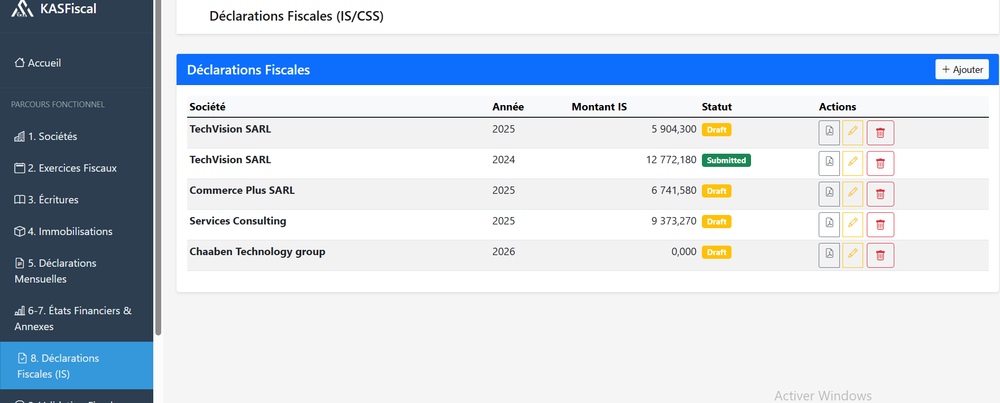 KASFiscal
Déclarations Fiscales (IS/CSS)
Accueil
PARCOURS FONCTIONNEL
1. Sociétés
2. Exercices Fiscaux
3. Écritures
4. Immobilisations
5. Déclarations
Mensuelles
6-7. États Financiers &
Annexes
8. Déclarations
Fiscales (IS)
Déclarations Fiscales
+ Ajouter
Société Année Montant IS Statut Actions
TechVision SARL 2025 5 904,300 Draft
TechVision SARL 2024 12 772,180 Submitted
Commerce Plus SARL 2025 6 741,580 Draft
Services Consulting 2025 9 373,270 Draft
Chaaben Technology group 2026 0,000 Draft
Activer Windows